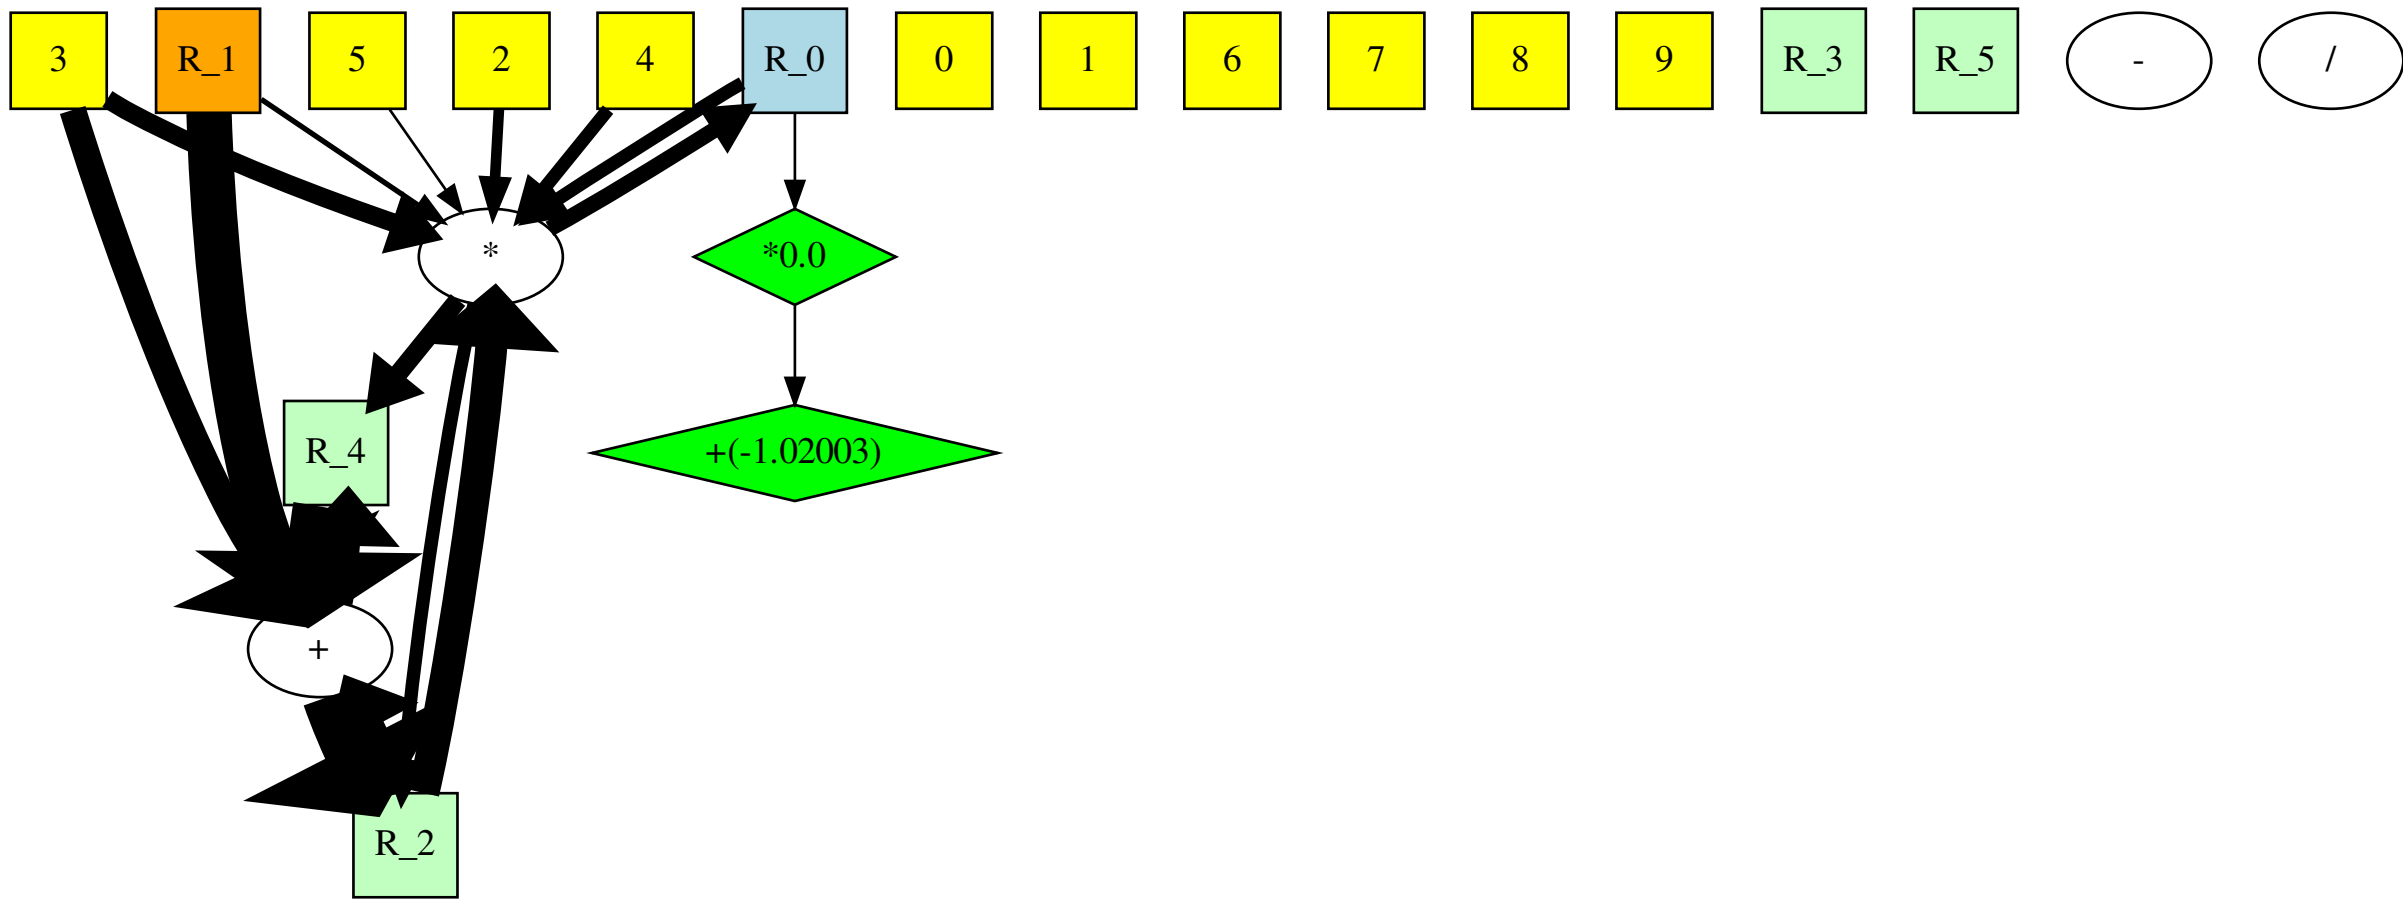 3 R_1 5 2 4 R_0 0 1 6 7 8 9 R_3 R_5 - /
* *0.0
R_4 +(-1.02003)
+
R_2